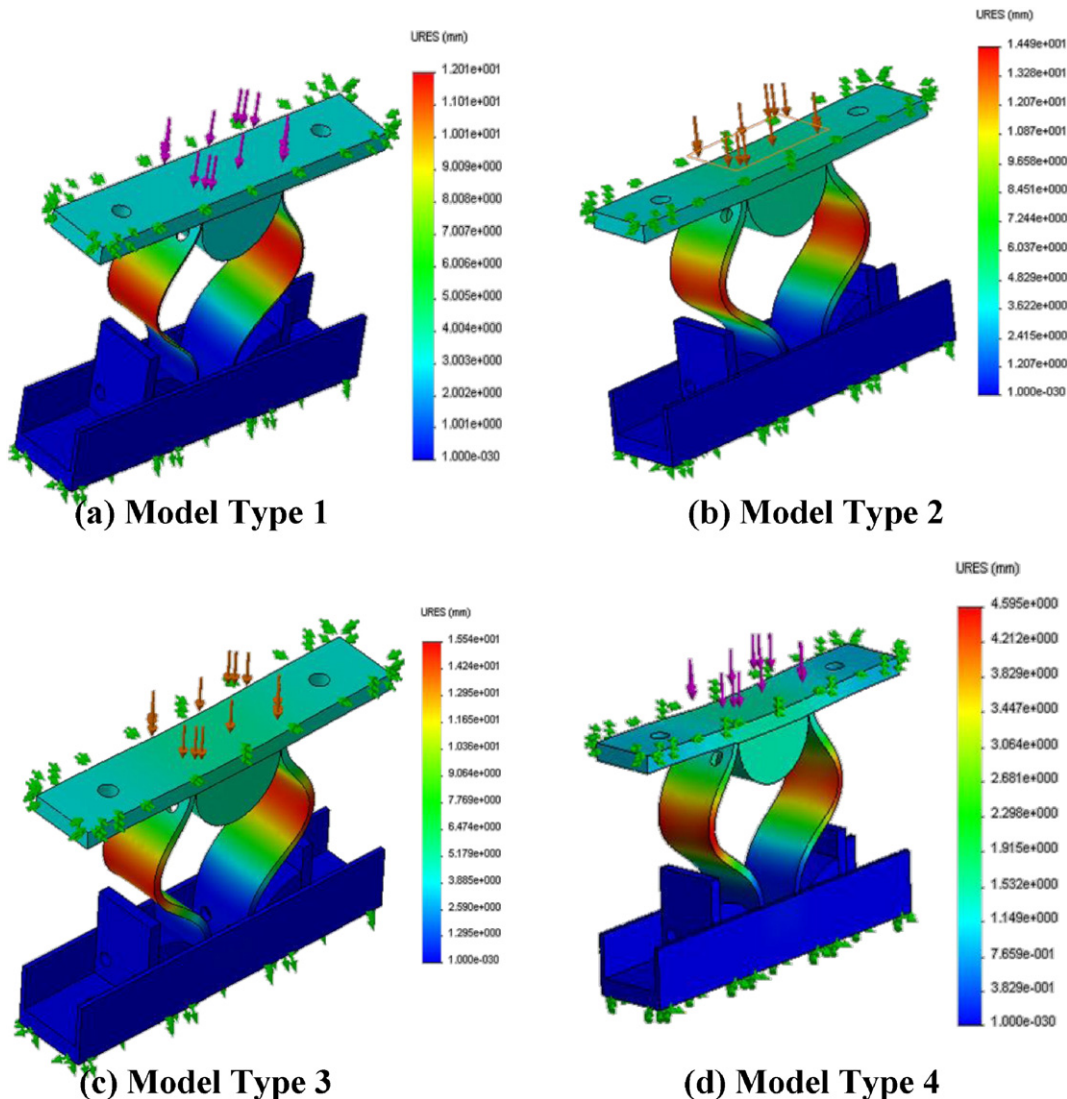 URES (mm)
1.201e+001
1.101e+001
1.001e+000
9.009e+000
8.008e+000
7.007e+000
6.006e+000
5.005e+000
4.004e+000
3.003e+000
2.002e+000
1.001e+000
1.000e-030
(a) Model Type 1
URES (mm)
1.449e+001
1.328e+001
1.207e+001
1.087e+001
9.658e+000
8.451e+000
7.244e+000
6.037e+000
4.829e+000
3.622e+000
2.415e+000
1.207e+000
1.000e-030
(b) Model Type 2
URES (mm)
1.554e+001
1.424e+001
1.295e+001
1.165e+001
1.036e+001
9.064e+000
7.769e+000
6.474e+000
5.179e+000
3.885e+000
2.590e+000
1.295e+000
1.000e-030
(c) Model Type 3
URES (mm)
4.595e+000
4.212e+000
3.829e+000
3.447e+000
3.064e+000
2.681e+000
2.298e+000
1.915e+000
1.532e+000
1.149e+000
7.659e-001
3.829e-001
1.000e-030
(d) Model Type 4